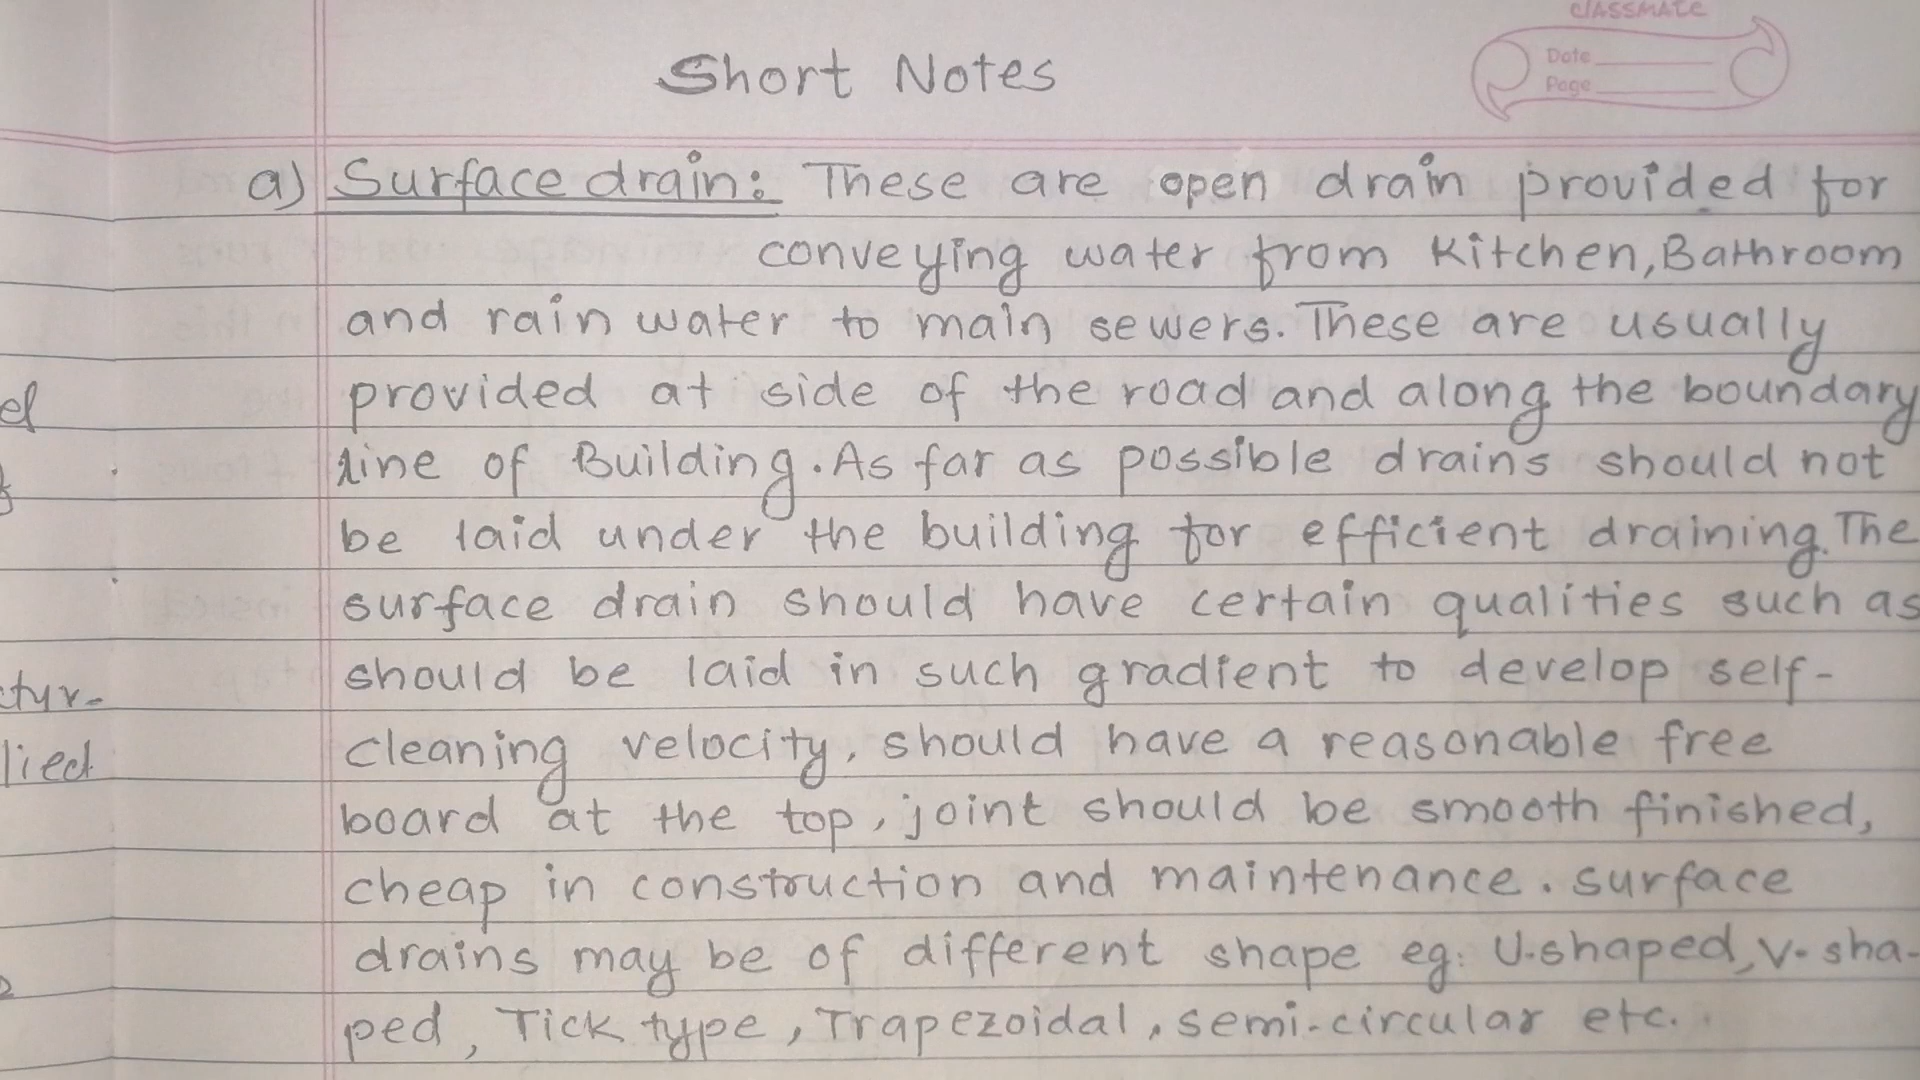 classmate
Date
Page
Short Notes
a) Surface drain: These are open drain provided for
conveying water from Kitchen, Bathroom
and rain water to main sewers. These are usually
provided at side of the road and along the boundary
line of Building. As far as possible drains should not
be laid under the building for efficient draining. The
surface drain should have certain qualities such as
should be laid in such gradient to develop self-
cleaning velocity, should have a reasonable free
board at the top, joint should be smooth finished,
cheap in construction and maintenance. surface
drains may be of different shape eg: U-shaped, V-sha-
ped, Tick type, Trapezoidal, semi-circular etc.